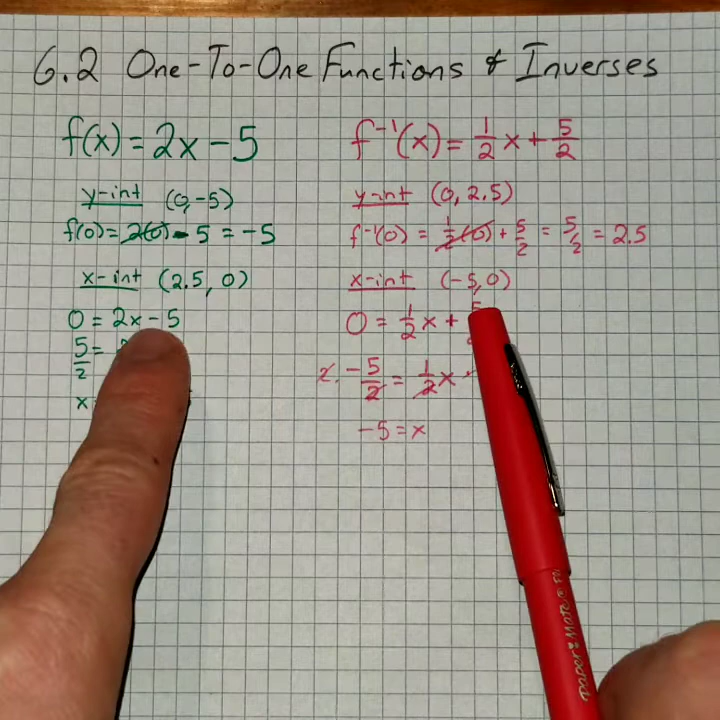 6.2 One-To-One Functions & Inverses
f(x) = 2x - 5
y-int (0, -5)
f(0) = 2(0) - 5 = -5
x-int (2.5, 0)
0 = 2x - 5
5/2 =
x
f⁻¹(x) = 1/2 x + 5/2
y-int (0, 2.5)
f⁻¹(0) = 1/2(0) + 5/2 = 5/2 = 2.5
x-int (-5, 0)
0 = 1/2 x +
2· -5/2 = 1/2 x ·
-5 = x
PAPER MATE